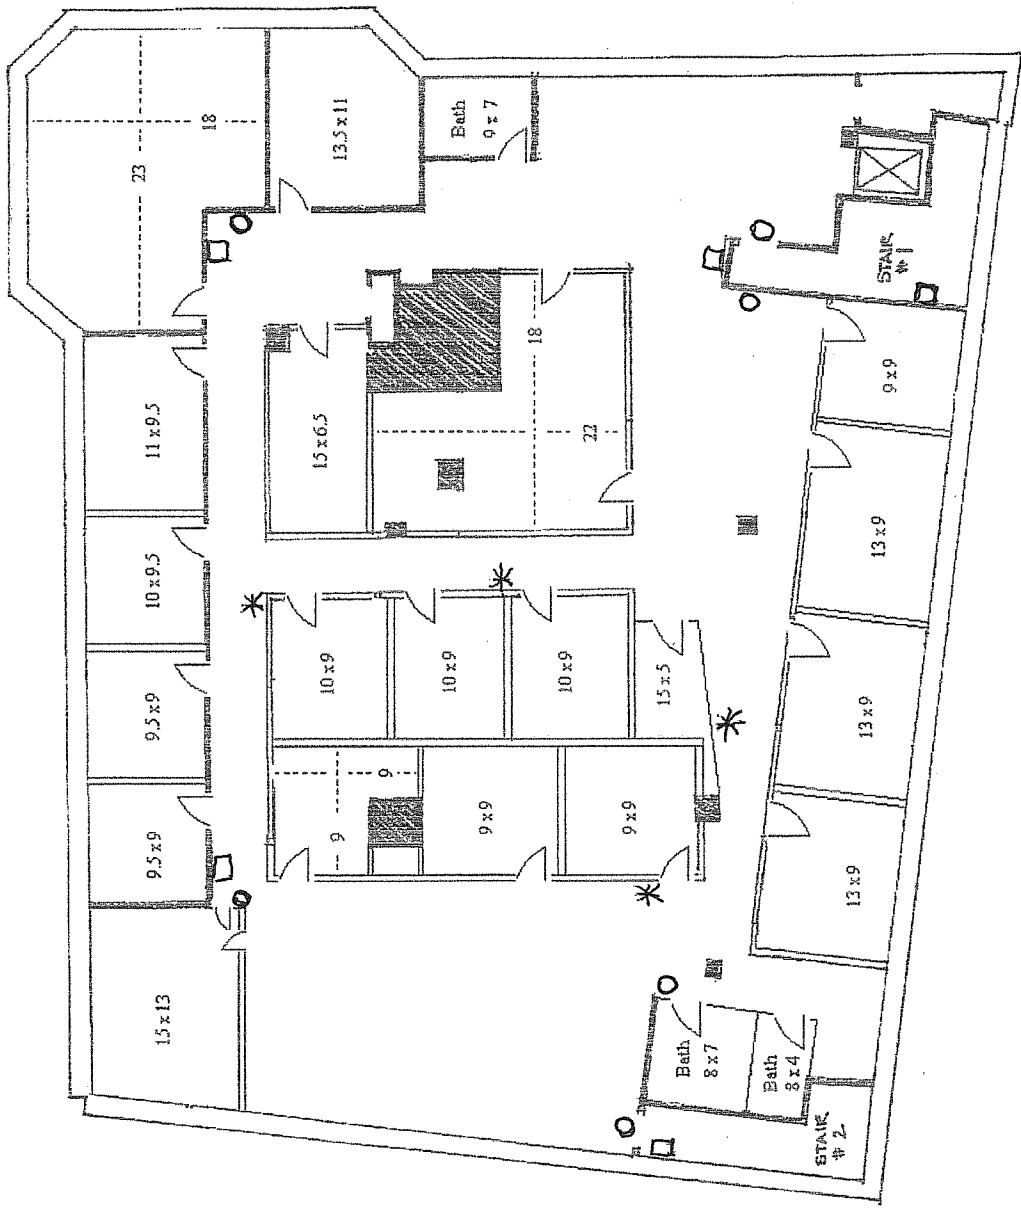 15 x 13
9.5 x 9
9.5 x 9
10 x 9.5
11 x 9.5
23
18
13.5 x 11
Bath
9 x 7
9
9
10 x 9
15 x 6.5
9 x 9
10 x 9
18
22
9 x 9
10 x 9
15 x 5
Bath
8 x 7
Bath
8 x 4
STAIR
# 2
13 x 9
13 x 9
13 x 9
9 x 9
STAIR
# 1